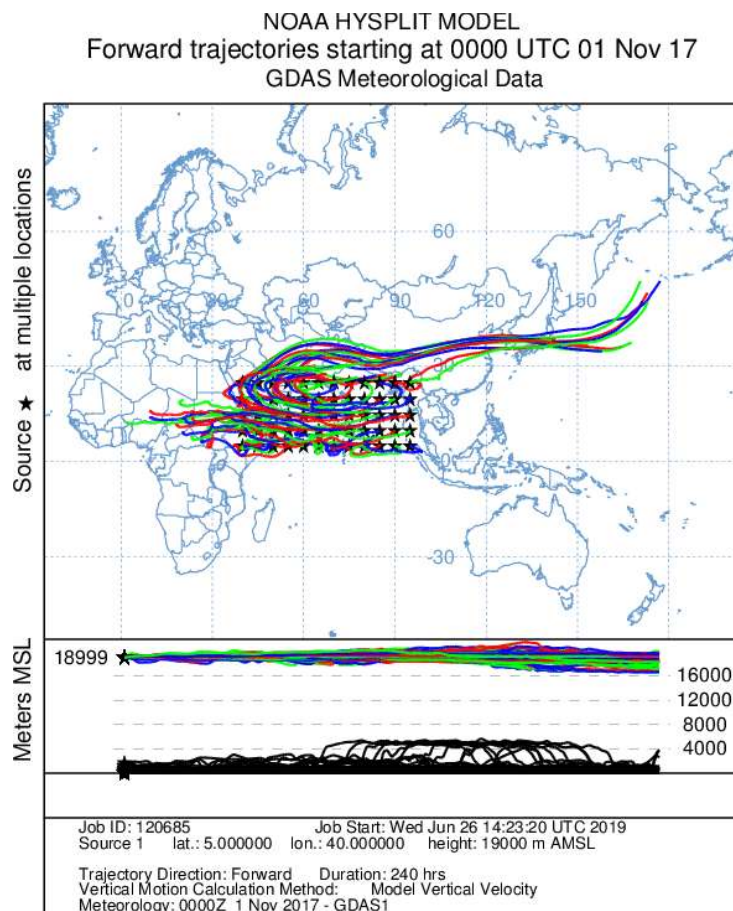 NOAA HYSPLIT MODEL
Forward trajectories starting at 0000 UTC 01 Nov 17
GDAS Meteorological Data
Source ★ at multiple locations
60
0 30 60 90 120 150
30
0
-30
Meters MSL
18999
16000
12000
8000
4000
Job ID: 120685 Job Start: Wed Jun 26 14:23:20 UTC 2019
Source 1 lat.: 5.000000 lon.: 40.000000 height: 19000 m AMSL
Trajectory Direction: Forward Duration: 240 hrs
Vertical Motion Calculation Method: Model Vertical Velocity
Meteorology: 0000Z 1 Nov 2017 - GDAS1